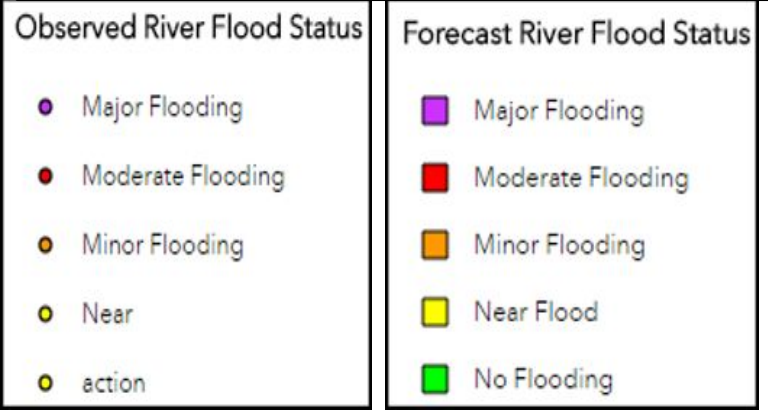 Observed River Flood Status
Major Flooding
Moderate Flooding
Minor Flooding
Near
action
Forecast River Flood Status
Major Flooding
Moderate Flooding
Minor Flooding
Near Flood
No Flooding